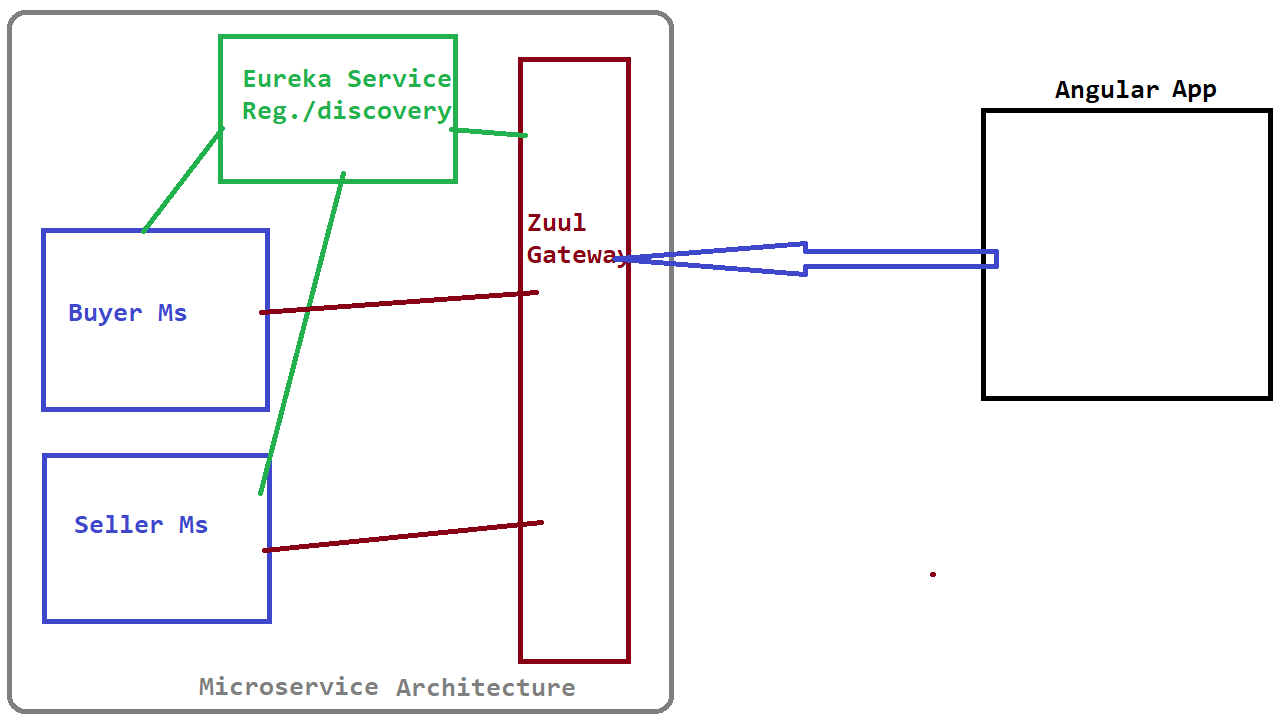 Eureka Service
Reg./discovery
Angular App
Zuul
Gateway
Buyer Ms
Seller Ms
Microservice Architecture